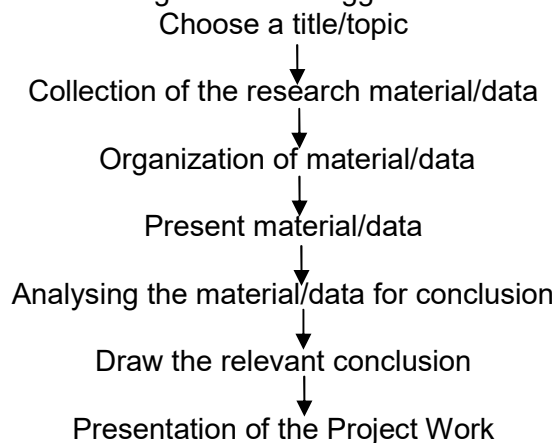 Choose a title/topic
Collection of the research material/data
Organization of material/data
Present material/data
Analysing the material/data for conclusion
Draw the relevant conclusion
Presentation of the Project Work